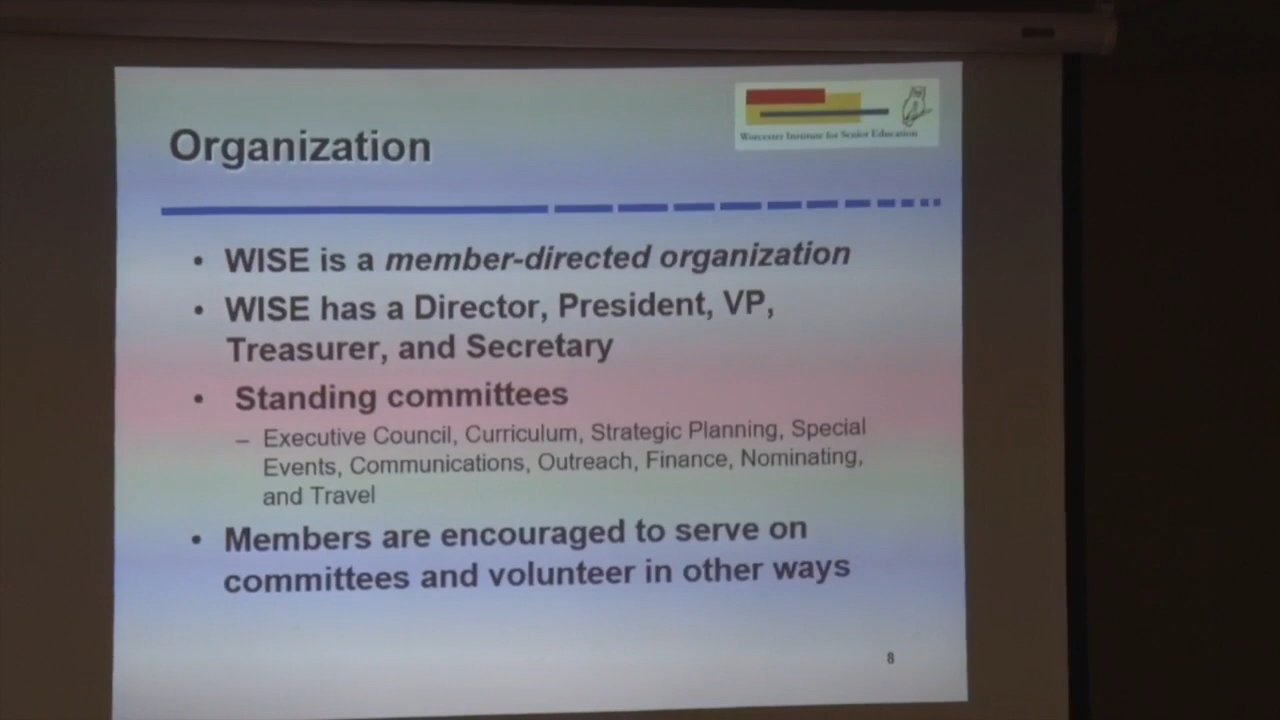 Worcester Institute for Senior Education
Organization
• WISE is a member-directed organization
• WISE has a Director, President, VP,
Treasurer, and Secretary
• Standing committees
– Executive Council, Curriculum, Strategic Planning, Special
Events, Communications, Outreach, Finance, Nominating,
and Travel
• Members are encouraged to serve on
committees and volunteer in other ways
8